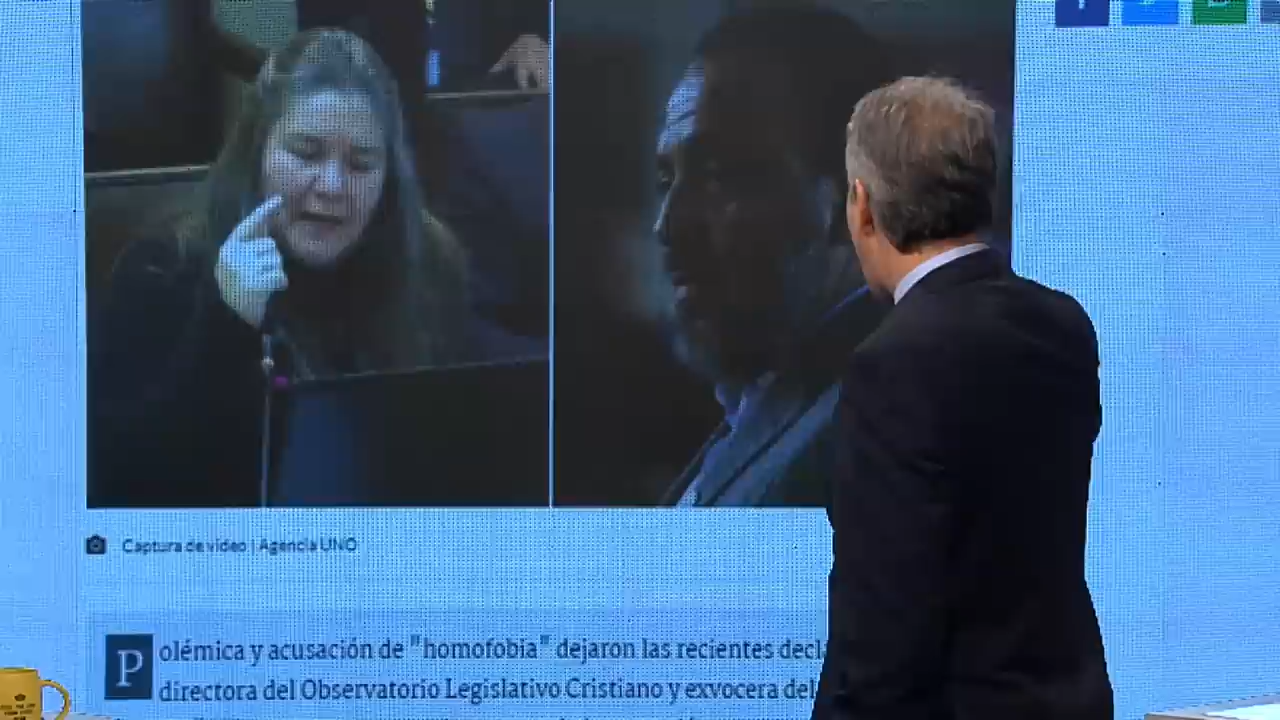 Captura de video | Agencia UNO
Polémica y acusación de "homofobia" dejaron las recientes decl
directora del Observatorio Legislativo Cristiano y exvocera del